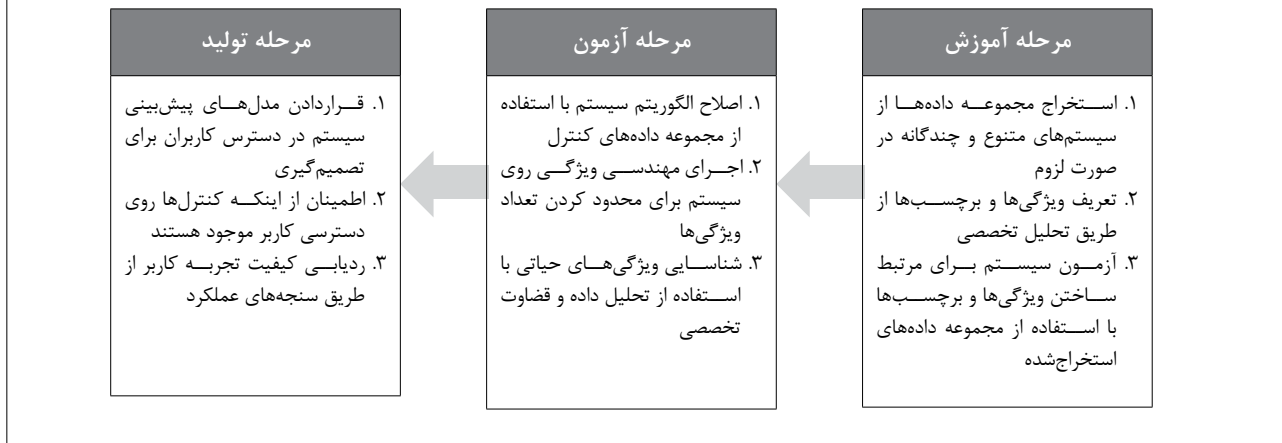 مرحله آموزش
۱. استخراج مجموعه داده‌ها از
سیستم‌های متنوع و چندگانه در
صورت لزوم
۲. تعریف ویژگی‌ها و برچسب‌ها از
طریق تحلیل تخصصی
۳. آزمون سیستم برای مرتبط
ساختن ویژگی‌ها و برچسب‌ها
با استفاده از مجموعه داده‌های
استخراج‌شده
مرحله آزمون
۱. اصلاح الگوریتم سیستم با استفاده
از مجموعه داده‌های کنترل
۲. اجرای مهندسی ویژگی روی
سیستم برای محدود کردن تعداد
ویژگی‌ها
۳. شناسایی ویژگی‌های حیاتی با
استفاده از تحلیل داده و قضاوت
تخصصی
مرحله تولید
۱. قراردادن مدل‌های پیش‌بینی
سیستم در دسترس کاربران برای
تصمیم‌گیری
۲. اطمینان از اینکه کنترل‌ها روی
دسترسی کاربر موجود هستند
۳. ردیابی کیفیت تجربه کاربر از
طریق سنجه‌های عملکرد